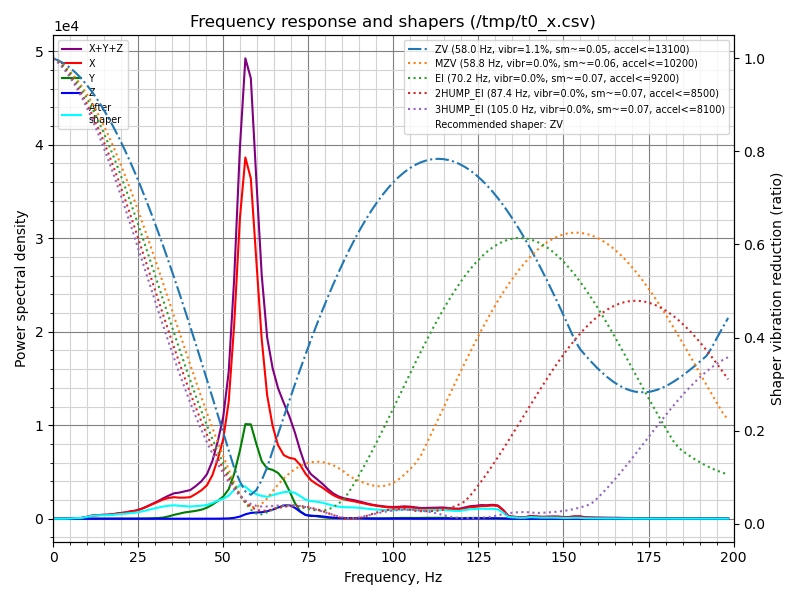 Frequency response and shapers (/tmp/t0_x.csv)
1e4
X+Y+Z
X
Y
Z
After
shaper
ZV (58.0 Hz, vibr=1.1%, sm~=0.05, accel<=13100)
MZV (58.8 Hz, vibr=0.0%, sm~=0.06, accel<=10200)
EI (70.2 Hz, vibr=0.0%, sm~=0.07, accel<=9200)
2HUMP_EI (87.4 Hz, vibr=0.0%, sm~=0.07, accel<=8500)
3HUMP_EI (105.0 Hz, vibr=0.0%, sm~=0.07, accel<=8100)
Recommended shaper: ZV
Power spectral density
5
4
3
2
1
0
1.0
0.8
0.6
0.4
0.2
0.0
Shaper vibration reduction (ratio)
0 25 50 75 100 125 150 175 200
Frequency, Hz